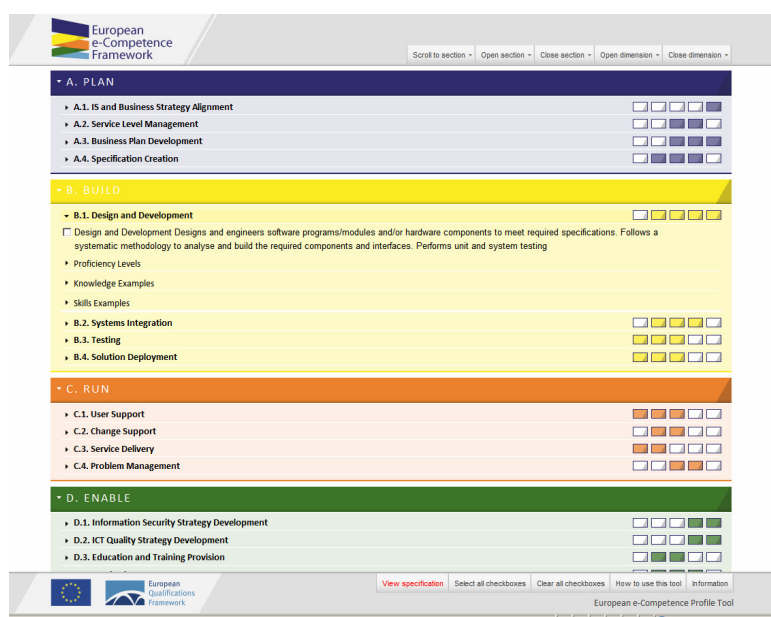 European
e-Competence
Framework
Scroll to section Open section Close section Open dimension Close dimension
A. PLAN
A.1. IS and Business Strategy Alignment
A.2. Service Level Management
A.3. Business Plan Development
A.4. Specification Creation
B. BUILD
B.1. Design and Development
Design and Development Designs and engineers software programs/modules and/or hardware components to meet required specifications. Follows a
systematic methodology to analyse and build the required components and interfaces. Performs unit and system testing
Proficiency Levels
Knowledge Examples
Skills Examples
B.2. Systems Integration
B.3. Testing
B.4. Solution Deployment
C. RUN
C.1. User Support
C.2. Change Support
C.3. Service Delivery
C.4. Problem Management
D. ENABLE
D.1. Information Security Strategy Development
D.2. ICT Quality Strategy Development
D.3. Education and Training Provision
European
Qualifications
Framework
View specification Select all checkboxes Clear all checkboxes How to use this tool Information
European e-Competence Profile Tool